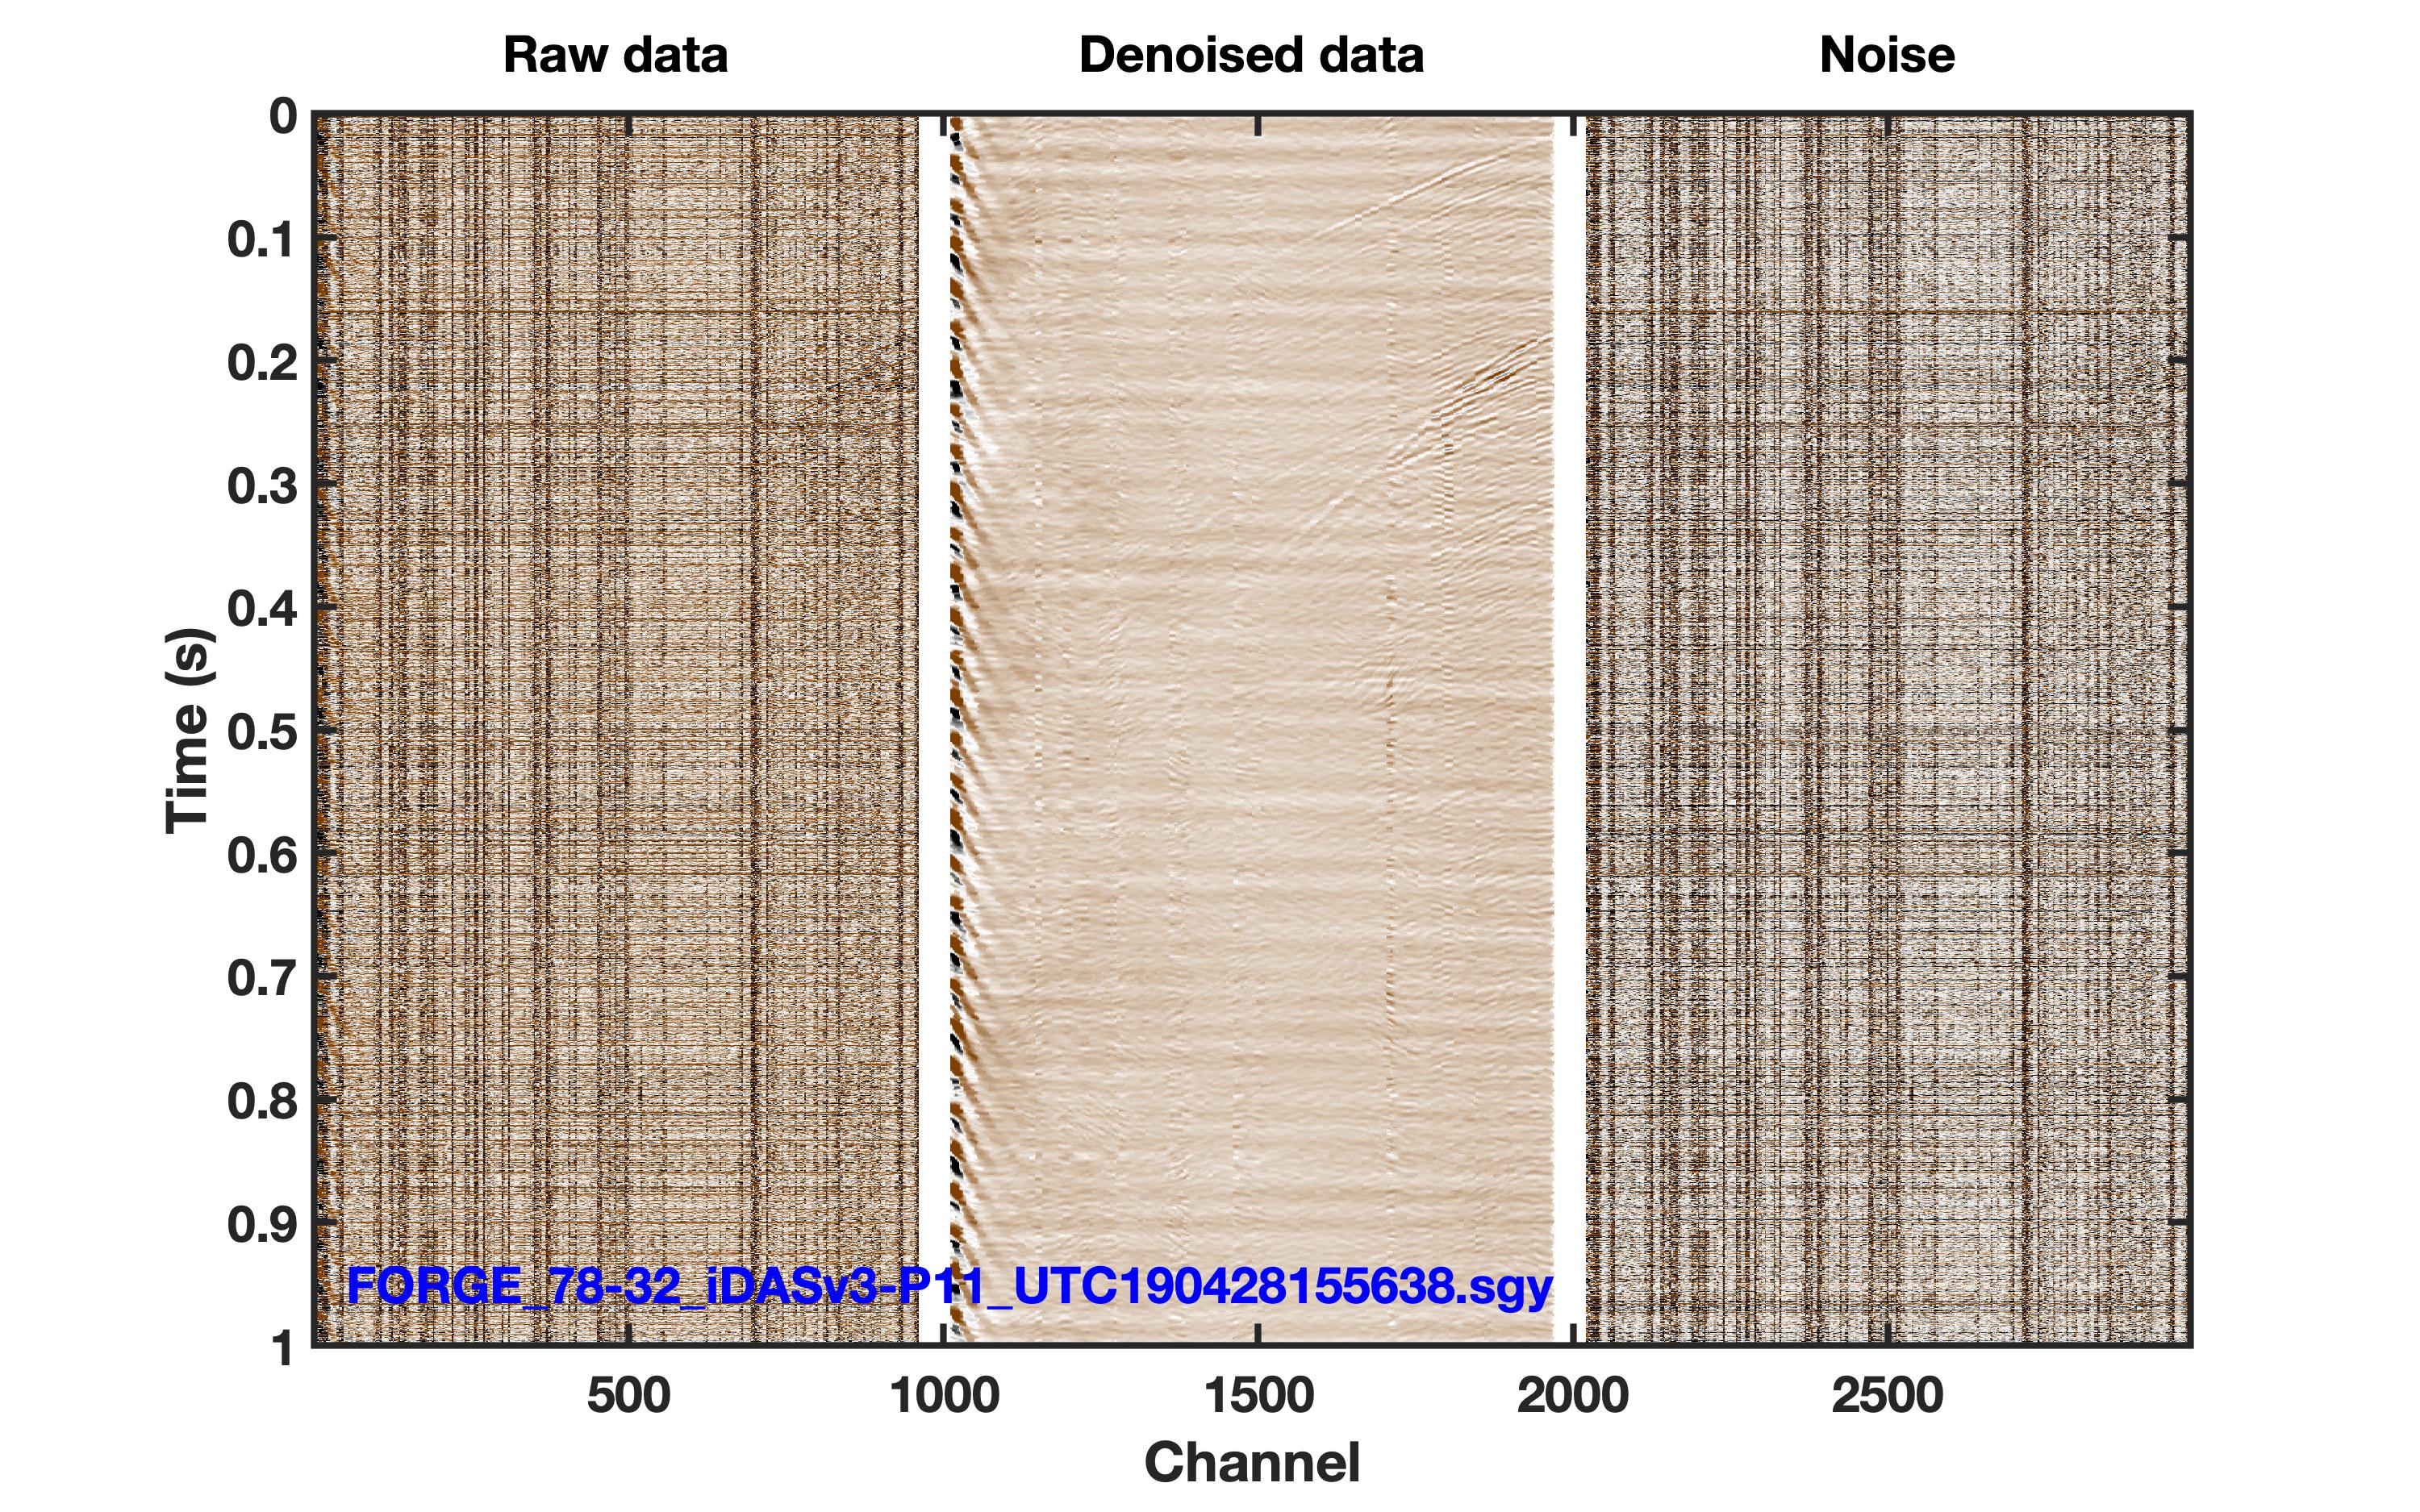 Raw data
Denoised data
Noise
0
0.1
0.2
0.3
0.4
0.5
0.6
0.7
0.8
0.9
1
Time (s)
FORGE_78-32_iDASv3-P11_UTC190428155638.sgy
500
1000
1500
2000
2500
Channel